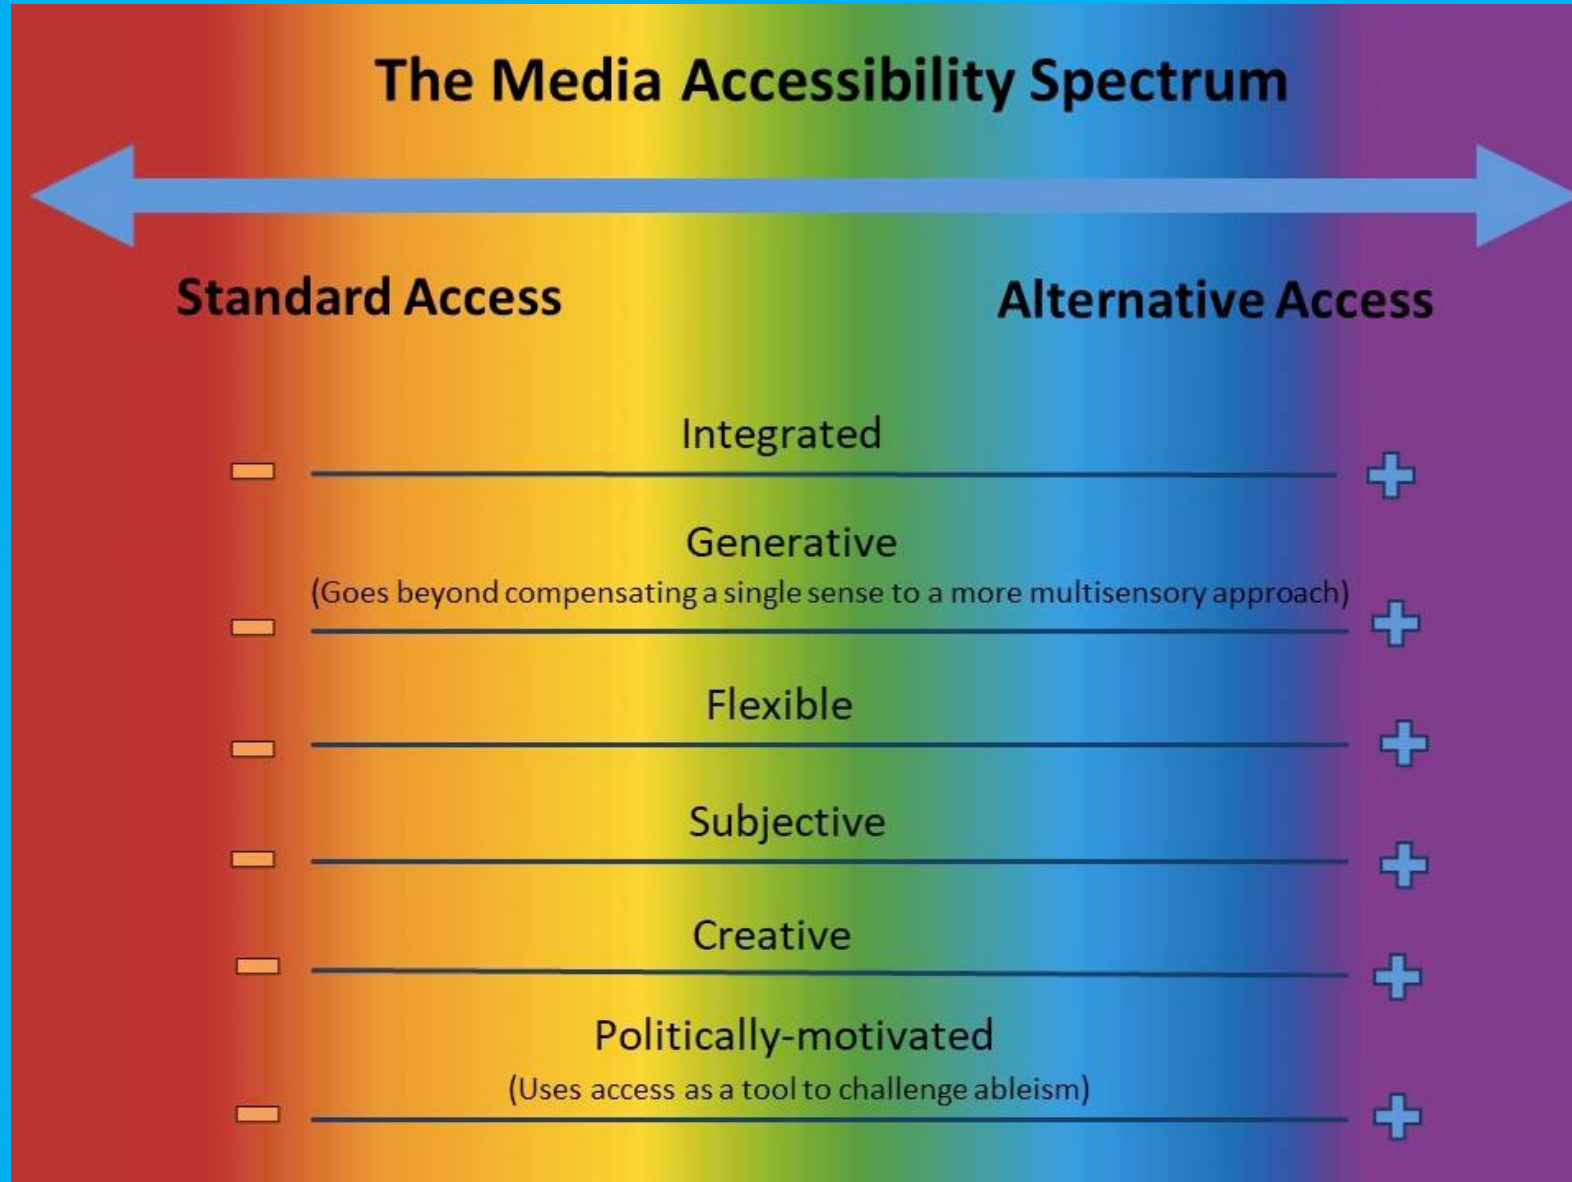 The Media Accessibility Spectrum
Standard Access
Alternative Access
Integrated
Generative
(Goes beyond compensating a single sense to a more multisensory approach)
Flexible
Subjective
Creative
Politically-motivated
(Uses access as a tool to challenge ableism)